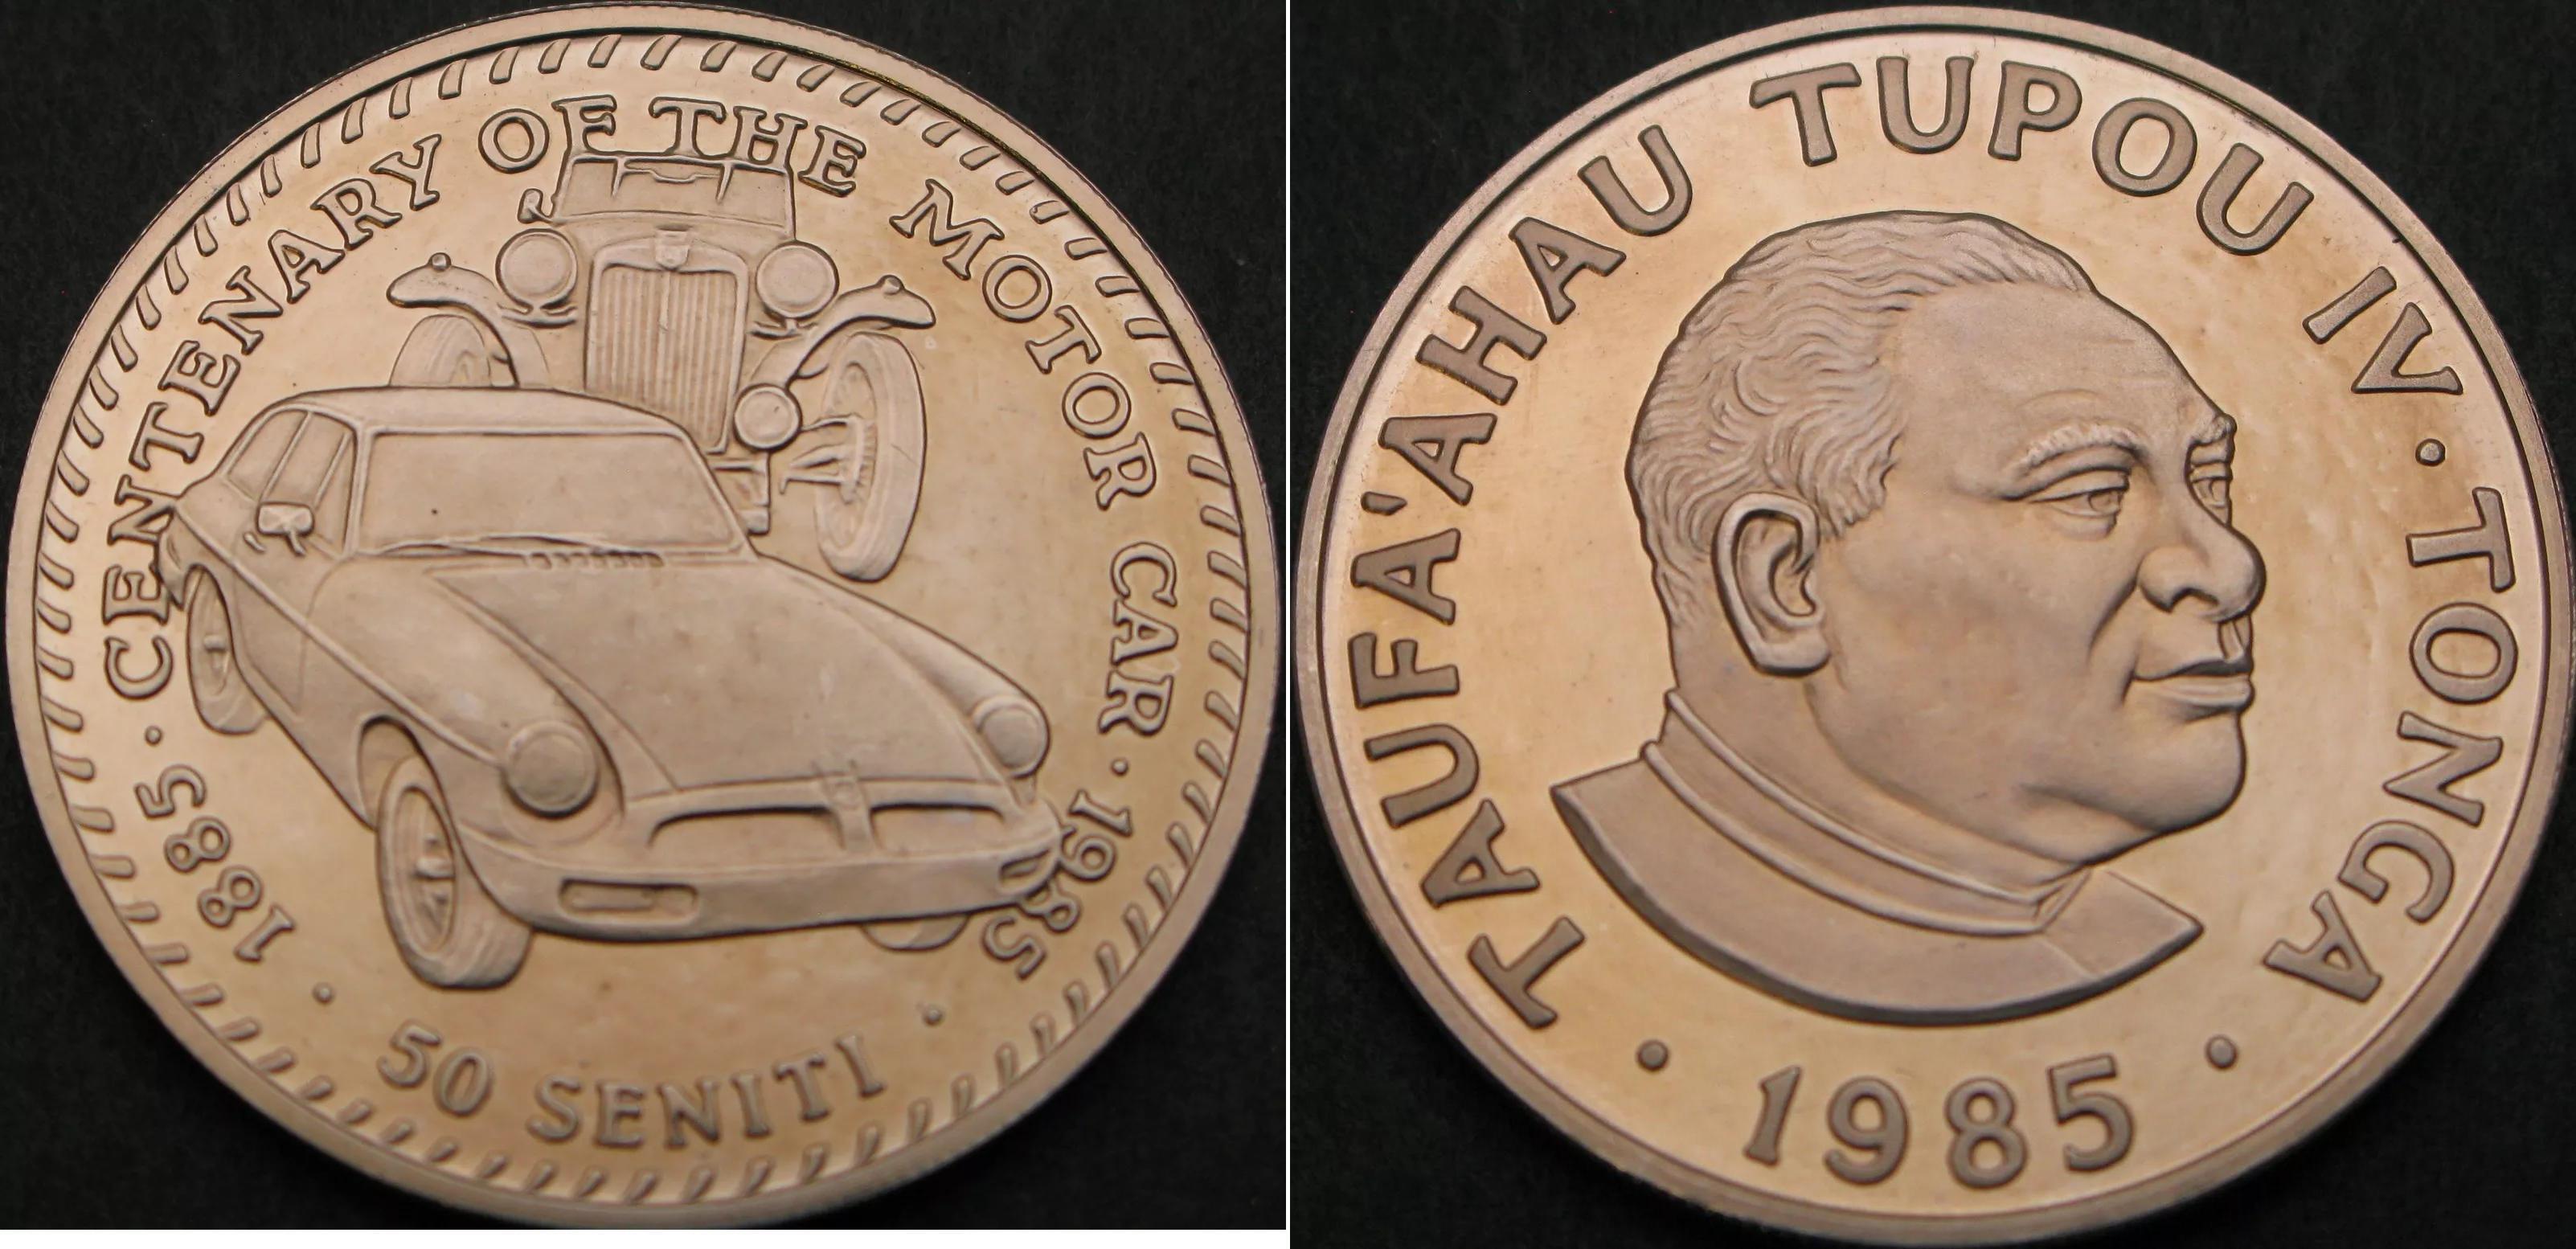 · 1885 · CENTENARY OF THE MOTOR CAR · 1985 ·
50 SENITI
TAUFA'AHAU TUPOU IV · TONGA
· 1985 ·